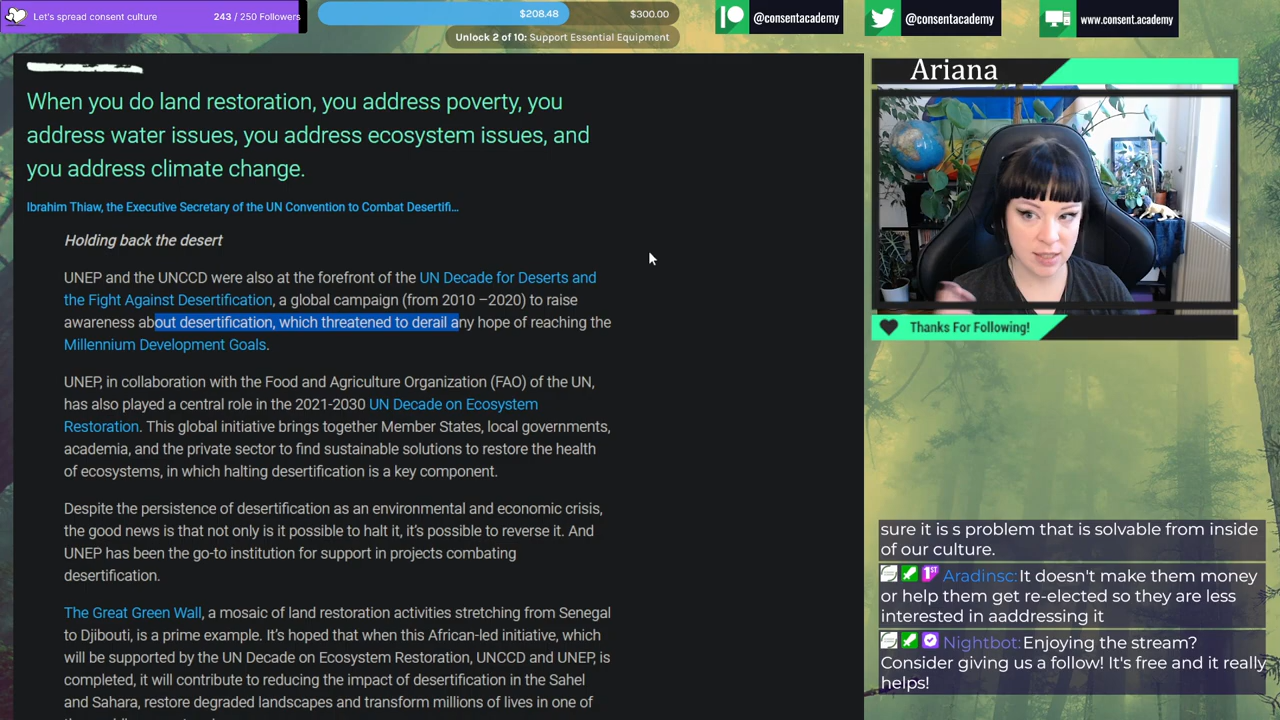 Let's spread consent culture
243 / 250 Followers
$208.48
$300.00
Unlock 2 of 10: Support Essential Equipment
@consentacademy
@consentacademy
www.consent.academy
Ariana
When you do land restoration, you address poverty, you
address water issues, you address ecosystem issues, and
you address climate change.
Ibrahim Thiaw, the Executive Secretary of the UN Convention to Combat Desertifi...
Holding back the desert
UNEP and the UNCCD were also at the forefront of the UN Decade for Deserts and
the Fight Against Desertification, a global campaign (from 2010 –2020) to raise
awareness about desertification, which threatened to derail any hope of reaching the
Millennium Development Goals.
UNEP, in collaboration with the Food and Agriculture Organization (FAO) of the UN,
has also played a central role in the 2021-2030 UN Decade on Ecosystem
Restoration. This global initiative brings together Member States, local governments,
academia, and the private sector to find sustainable solutions to restore the health
of ecosystems, in which halting desertification is a key component.
Despite the persistence of desertification as an environmental and economic crisis,
the good news is that not only is it possible to halt it, it's possible to reverse it. And
UNEP has been the go-to institution for support in projects combating
desertification.
The Great Green Wall, a mosaic of land restoration activities stretching from Senegal
to Djibouti, is a prime example. It's hoped that when this African-led initiative, which
will be supported by the UN Decade on Ecosystem Restoration, UNCCD and UNEP, is
completed, it will contribute to reducing the impact of desertification in the Sahel
and Sahara, restore degraded landscapes and transform millions of lives in one of
Thanks For Following!
sure it is s problem that is solvable from inside
of our culture.
1ST Aradinsc: It doesn't make them money
or help them get re-elected so they are less
interested in aaddressing it
Nightbot: Enjoying the stream?
Consider giving us a follow! It's free and it really
helps!